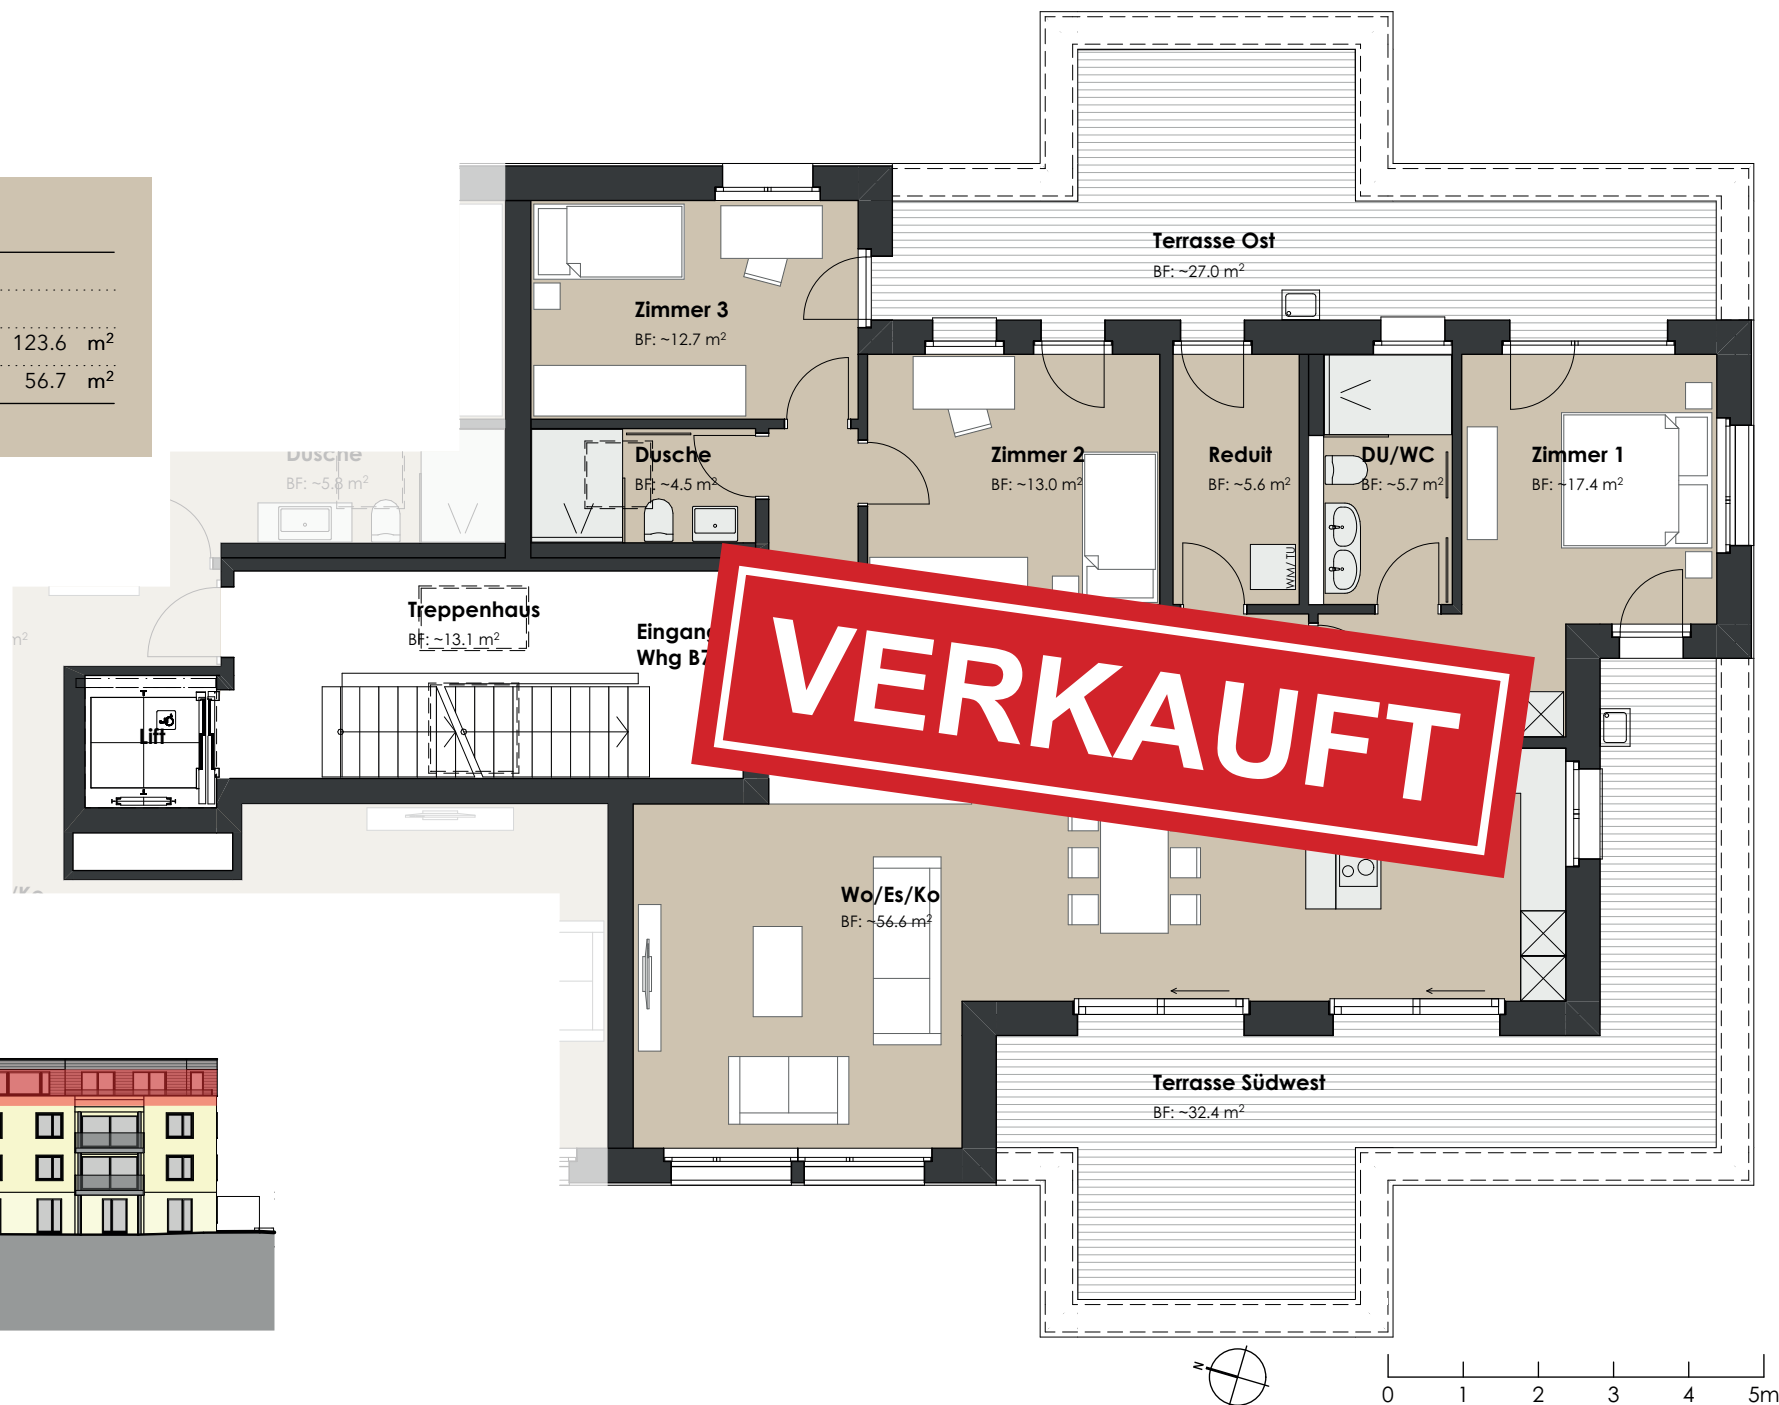 123.6 m²
56.7 m²
Terrasse Ost
BF: ~27.0 m²
Zimmer 3
BF: ~12.7 m²
Dusche
BF: ~5.8 m²
Dusche
BF: ~4.5 m²
Zimmer 2
BF: ~13.0 m²
Reduit
BF: ~5.6 m²
DU/WC
BF: ~5.7 m²
Zimmer 1
BF: ~17.4 m²
WM/TU
Treppenhaus
BF: ~13.1 m²
m²
Eingang
Whg B7
VERKAUFT
Lift
/Ko
Wo/Es/Ko
BF: ~56.6 m²
Terrasse Südwest
BF: ~32.4 m²
N
0 1 2 3 4 5m